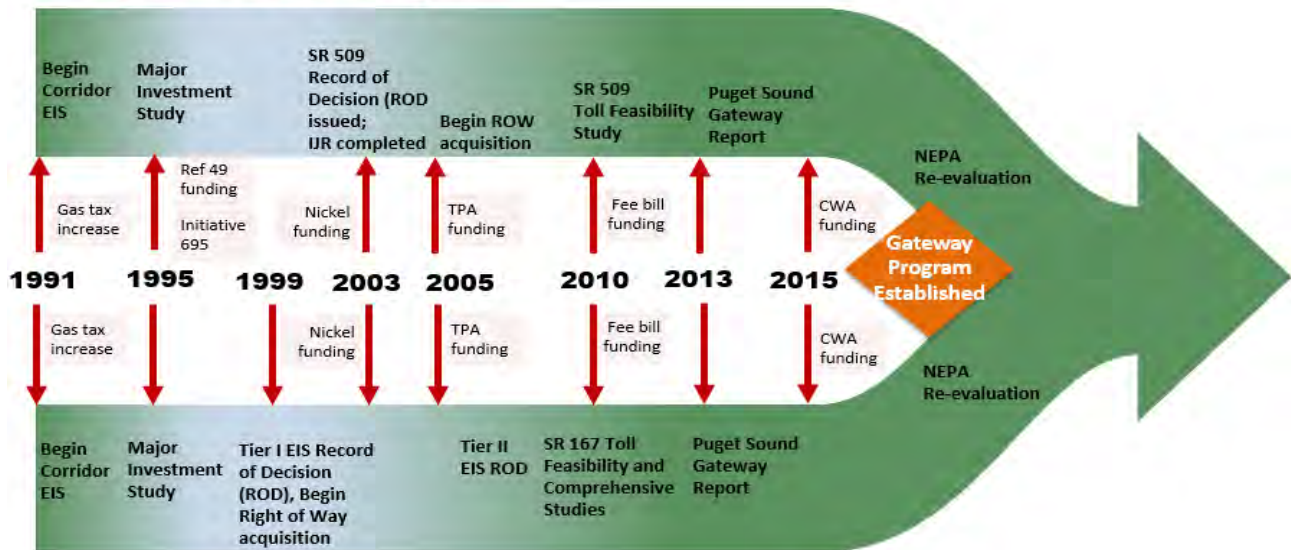 Begin
Corridor
EIS
Major
Investment
Study
SR 509
Record of
Decision (ROD
issued;
IJR completed
Begin ROW
acquisition
SR 509
Toll Feasibility
Study
Puget Sound
Gateway
Report
NEPA
Re-evaluation
Gas tax
increase
Ref 49
funding
Initiative
695
Nickel
funding
TPA
funding
Fee bill
funding
CWA
funding
1991
1995
1999
2003
2005
2010
2013
2015
Gateway
Program
Established
Gas tax
increase
Nickel
funding
TPA
funding
Fee bill
funding
CWA
funding
NEPA
Re-evaluation
Begin
Corridor
EIS
Major
Investment
Study
Tier I EIS Record
of Decision
(ROD), Begin
Right of Way
acquisition
Tier II
EIS ROD
SR 167 Toll
Feasibility and
Comprehensive
Studies
Puget Sound
Gateway
Report